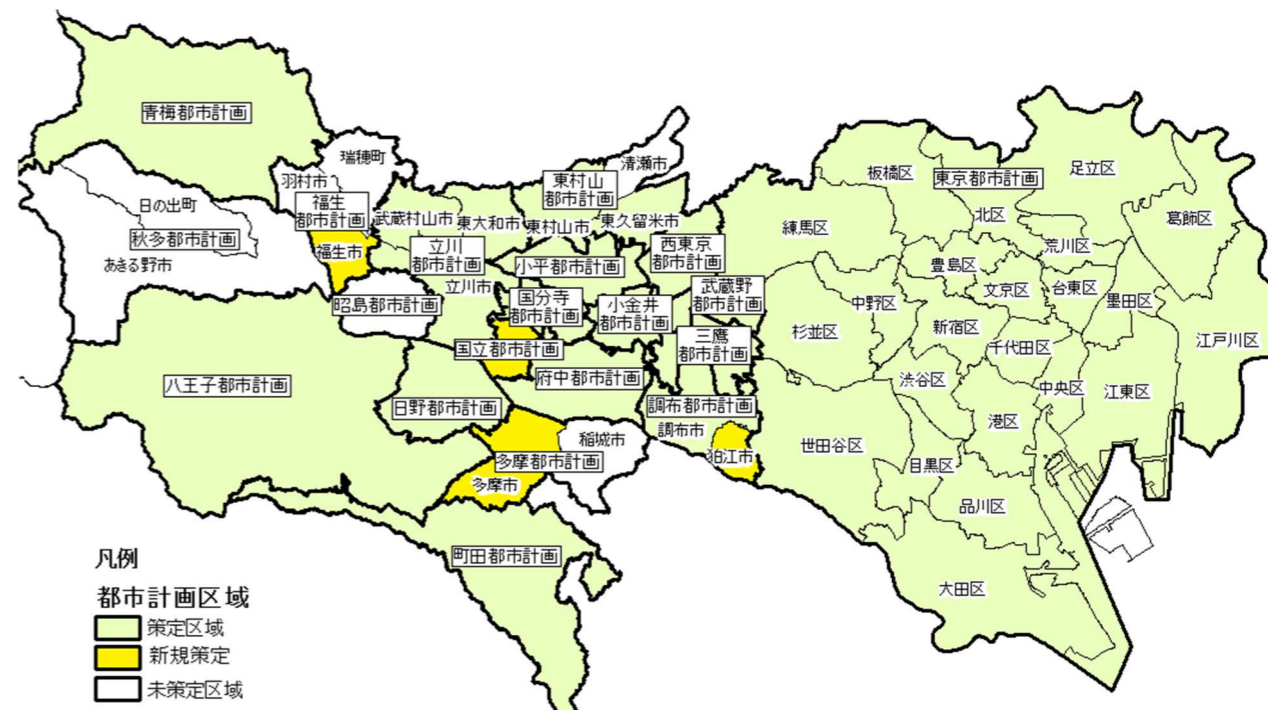 青梅都市計画
瑞穂町
羽村市
日の出町
秋多都市計画
あきる野市
福生
都市計画
福生市
昭島都市計画
武蔵村山市
東大和市
東村山
都市計画
清瀬市
東村山市
東久留米市
立川
都市計画
立川市
小平都市計画
西東京
都市計画
国分寺
都市計画
小金井
都市計画
武蔵野
都市計画
三鷹
都市計画
国立都市計画
府中都市計画
八王子都市計画
日野都市計画
調布都市計画
調布市
狛江市
稲城市
多摩都市計画
多摩市
町田都市計画
板橋区
東京都市計画
足立区
北区
葛飾区
練馬区
荒川区
豊島区
文京区
台東区
墨田区
中野区
杉並区
新宿区
千代田区
江戸川区
渋谷区
中央区
江東区
港区
世田谷区
目黒区
品川区
大田区
凡例
都市計画区域
策定区域
新規策定
未策定区域